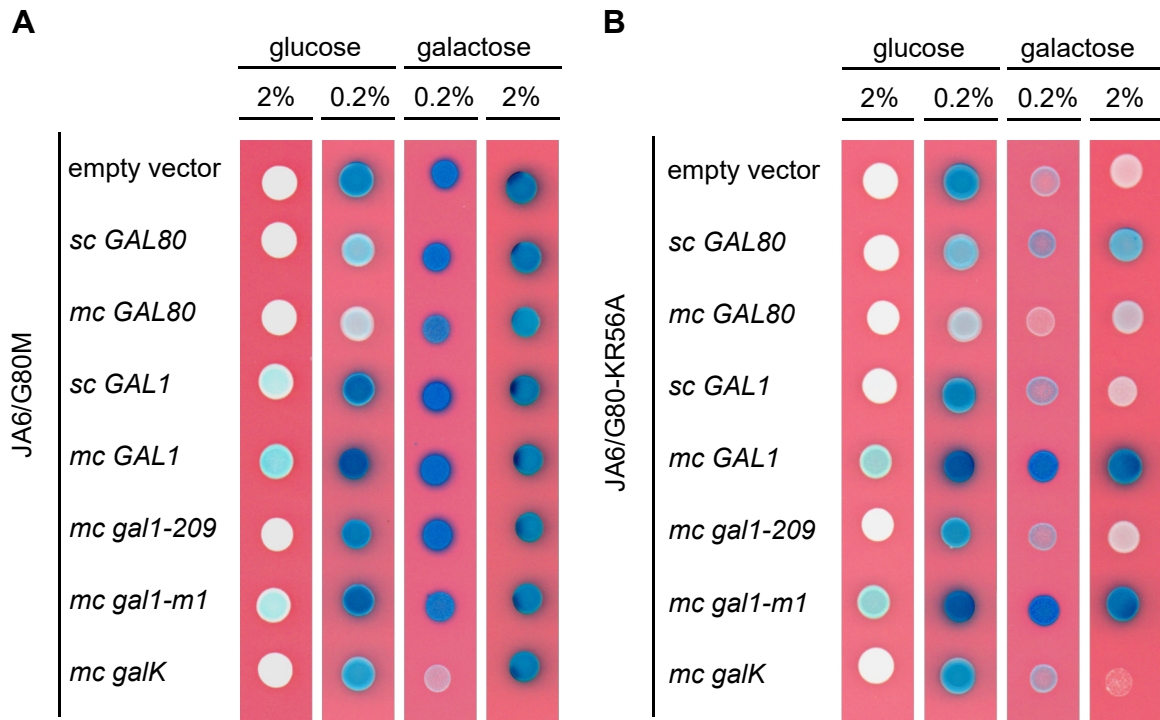 A
glucose
galactose
2%
0.2%
0.2%
2%
JA6/G80M
empty vector
sc GAL80
mc GAL80
sc GAL1
mc GAL1
mc gal1-209
mc gal1-m1
mc galK
B
glucose
galactose
2%
0.2%
0.2%
2%
JA6/G80-KR56A
empty vector
sc GAL80
mc GAL80
sc GAL1
mc GAL1
mc gal1-209
mc gal1-m1
mc galK